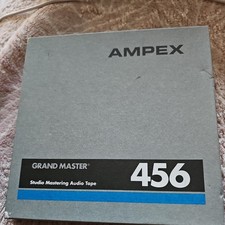 AMPEX
GRAND MASTER®
456
Studio Mastering Audio Tape